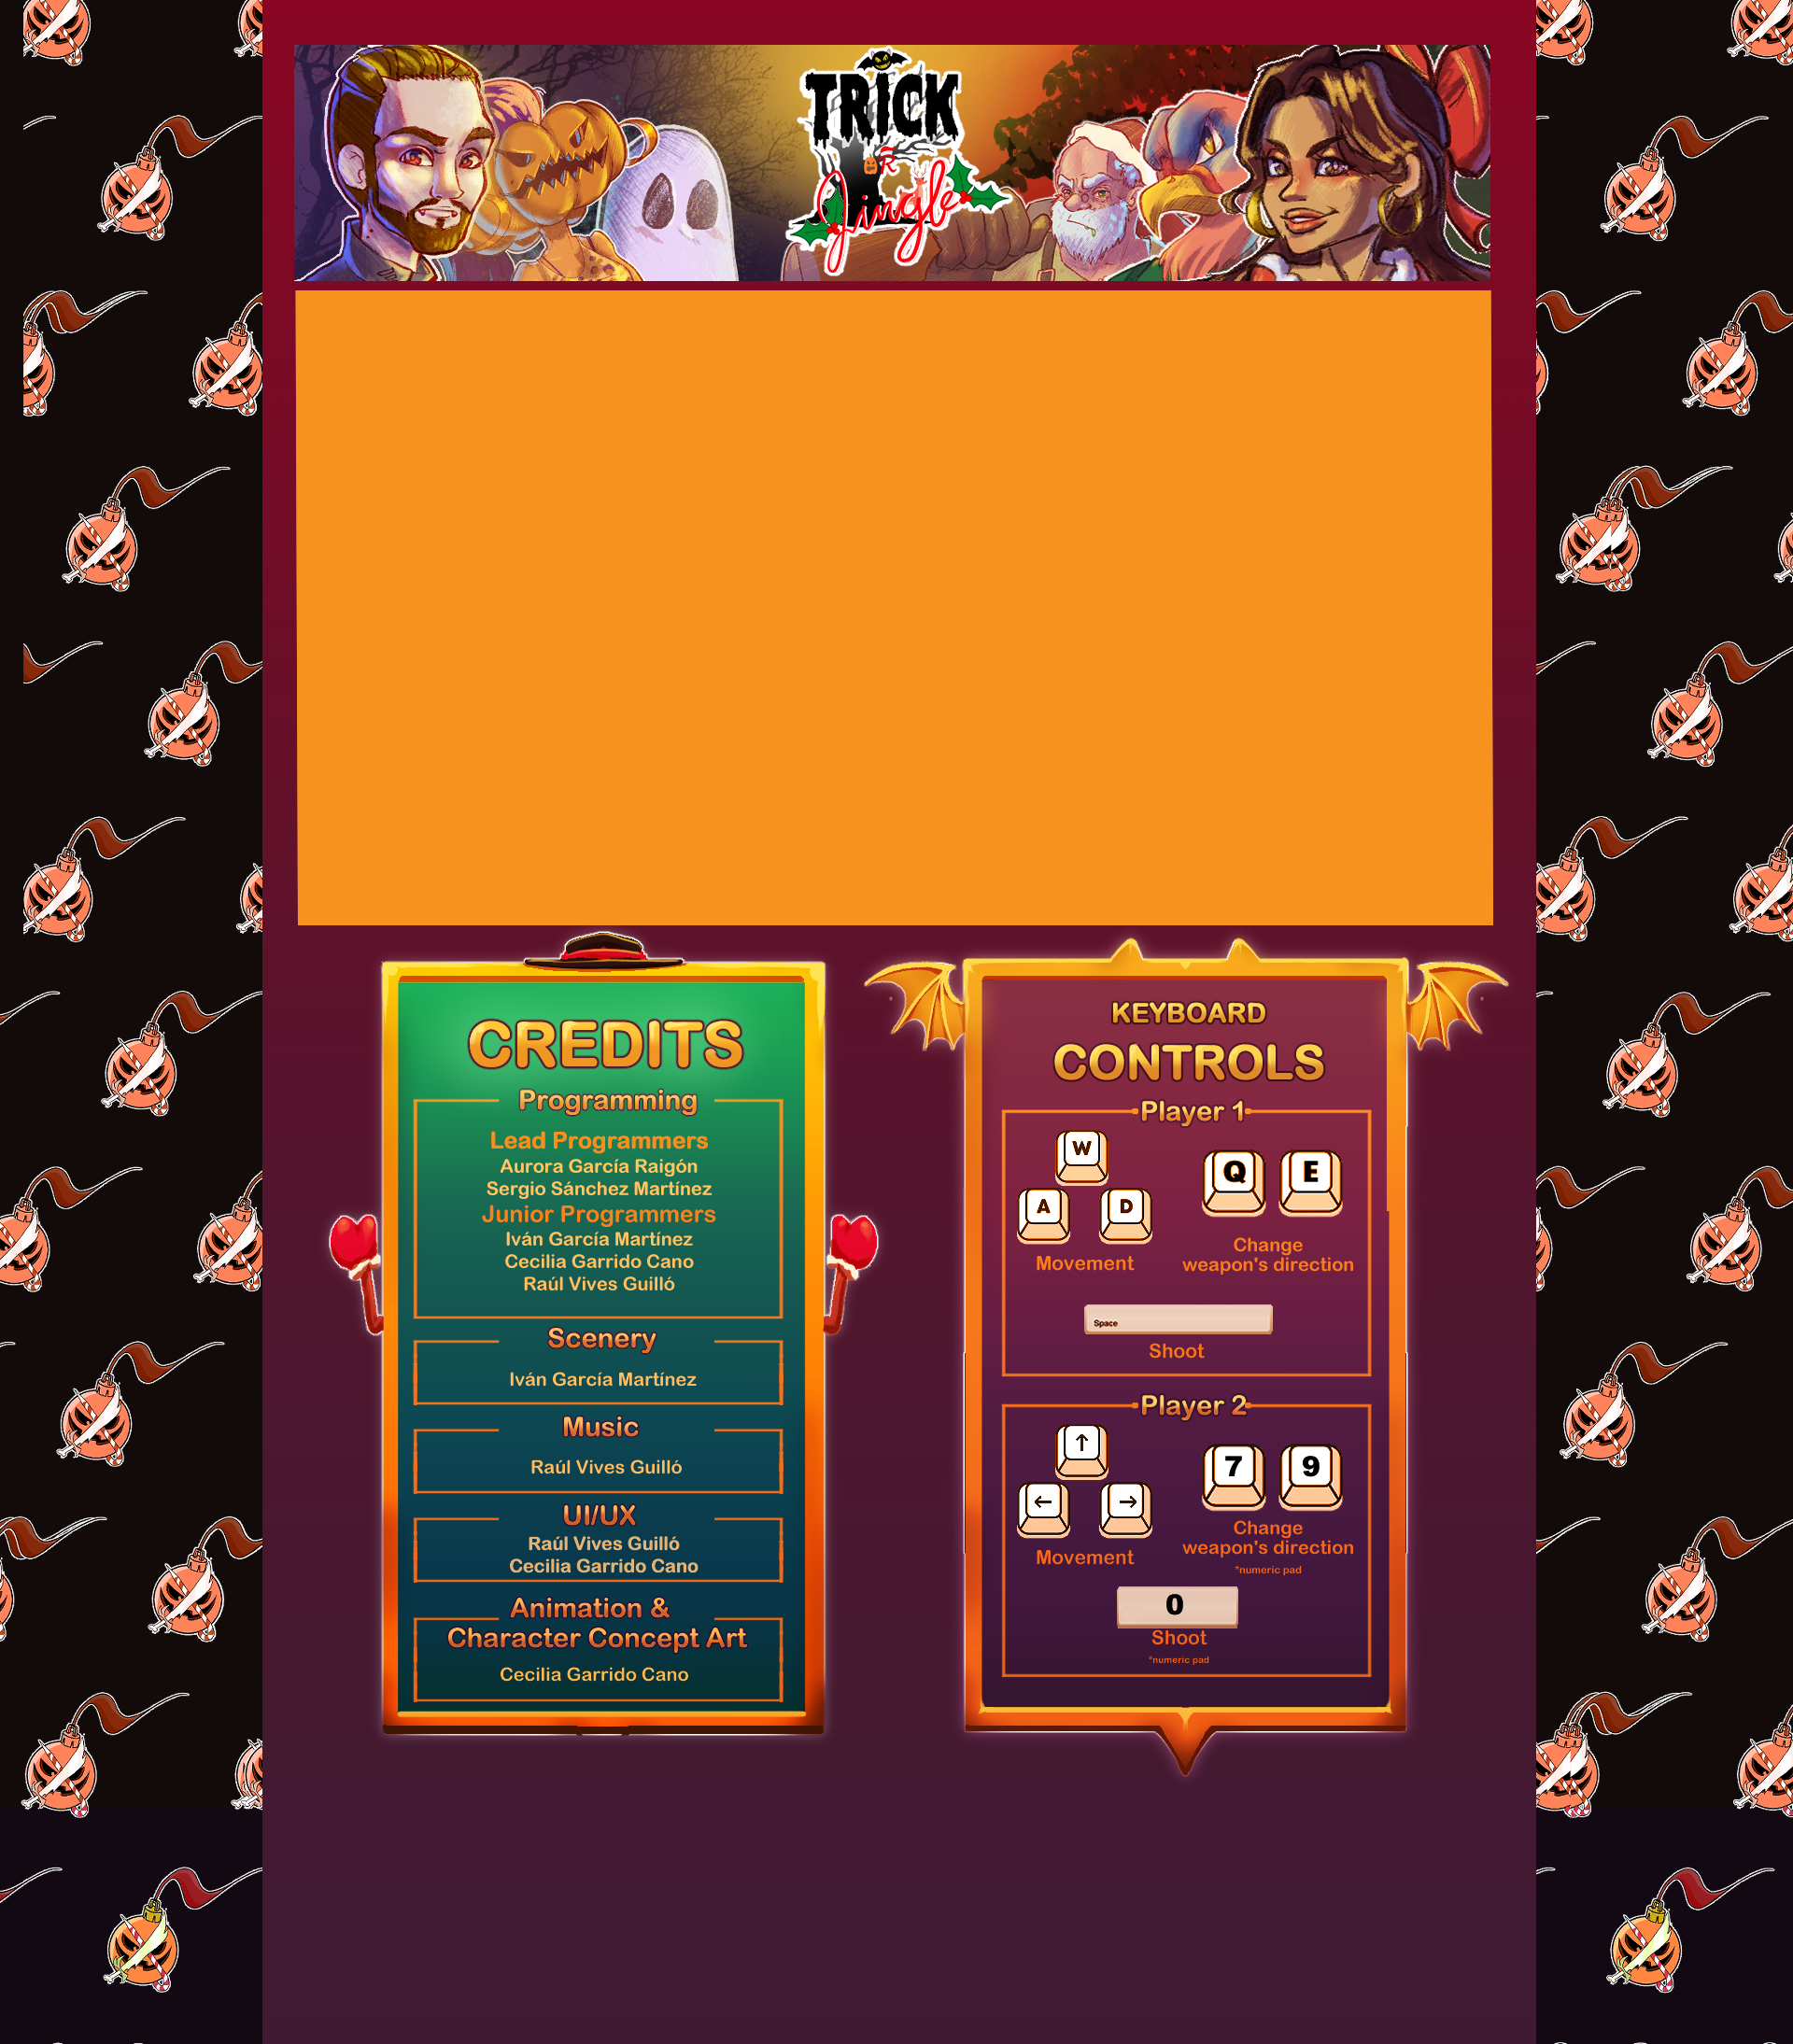 TRICK
R
Jingle
CREDITS
Programming
Lead Programmers
Aurora García Raigón
Sergio Sánchez Martínez
Junior Programmers
Iván García Martínez
Cecilia Garrido Cano
Raúl Vives Guilló
Scenery
Iván García Martínez
Music
Raúl Vives Guilló
UI/UX
Raúl Vives Guilló
Cecilia Garrido Cano
Animation &
Character Concept Art
Cecilia Garrido Cano
KEYBOARD
CONTROLS
Player 1
W
Q E
A D
Movement
Change
weapon's direction
Space
Shoot
Player 2
↑
7 9
← →
Movement
Change
weapon's direction
*numeric pad
0
Shoot
*numeric pad